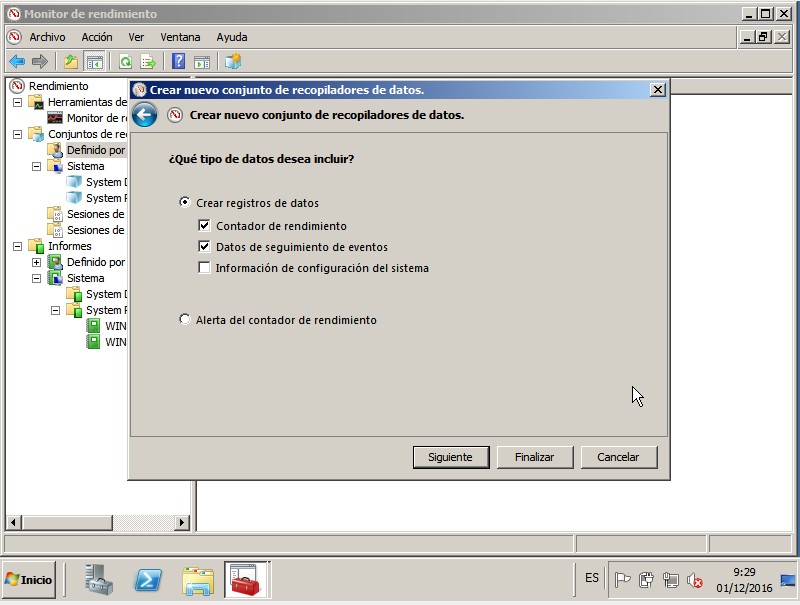 Monitor de rendimiento
Archivo Acción Ver Ventana Ayuda
Rendimiento
Herramientas de
Monitor de r
Conjuntos de re
Definido por
Sistema
System
System
Sesiones de
Sesiones de
Informes
Definido por
Sistema
System
System
WIN
WIN
Crear nuevo conjunto de recopiladores de datos.
Crear nuevo conjunto de recopiladores de datos.
¿Qué tipo de datos desea incluir?
Crear registros de datos
Contador de rendimiento
Datos de seguimiento de eventos
Información de configuración del sistema
Alerta del contador de rendimiento
Siguiente Finalizar Cancelar
Inicio
ES
9:29
01/12/2016